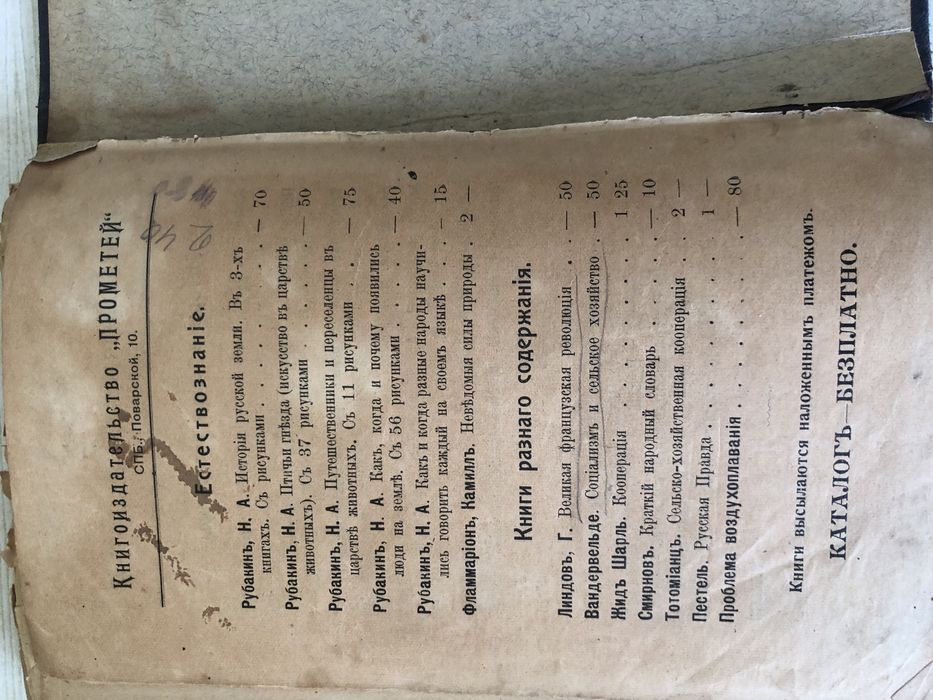 Книгоиздательство „ПРОМЕТЕЙ“
СПБ., Поварской, 10.
Естествознаніе.
Рубакинъ, Н. А. Исторія русской земли. Въ 3-хъ
книгахъ. Съ рисунками . . . . . . . . — 70
Рубакинъ, Н. А. Птичьи гнѣзда (искусство въ царствѣ
животныхъ). Съ 37 рисунками . . . . . — 50
Рубакинъ, Н. А. Путешественники и переселенцы въ
царствѣ животныхъ. Съ 11 рисунками . . . — 75
Рубакинъ, Н. А. Какъ, когда и почему появились
люди на землѣ. Съ 56 рисунками . . . . . — 40
Рубакинъ, Н. А. Какъ и когда разные народы научи-
лись говорить каждый на своемъ языкѣ . . — 15
Фламмаріонъ, Камиллъ. Невѣдомыя силы природы . 2 —
Книги разнаго содержанія.
Линдовъ, Г. Великая французская революція . . — 50
Вандервельде. Соціализмъ и сельское хозяйство . — 50
Жидъ Шарль. Кооперація . . . . . . . . 1 25
Смирновъ. Краткій народный словарь . . . . — 10
Тотоміанцъ. Сельско-хозяйственная кооперація . 2 —
Пестель. Русская Правда . . . . . . . . . 1 —
Проблема воздухоплаванія . . . . . . . . — 80
Книги высылаются наложеннымъ платежомъ.
КАТАЛОГЪ—БЕЗПЛАТНО.